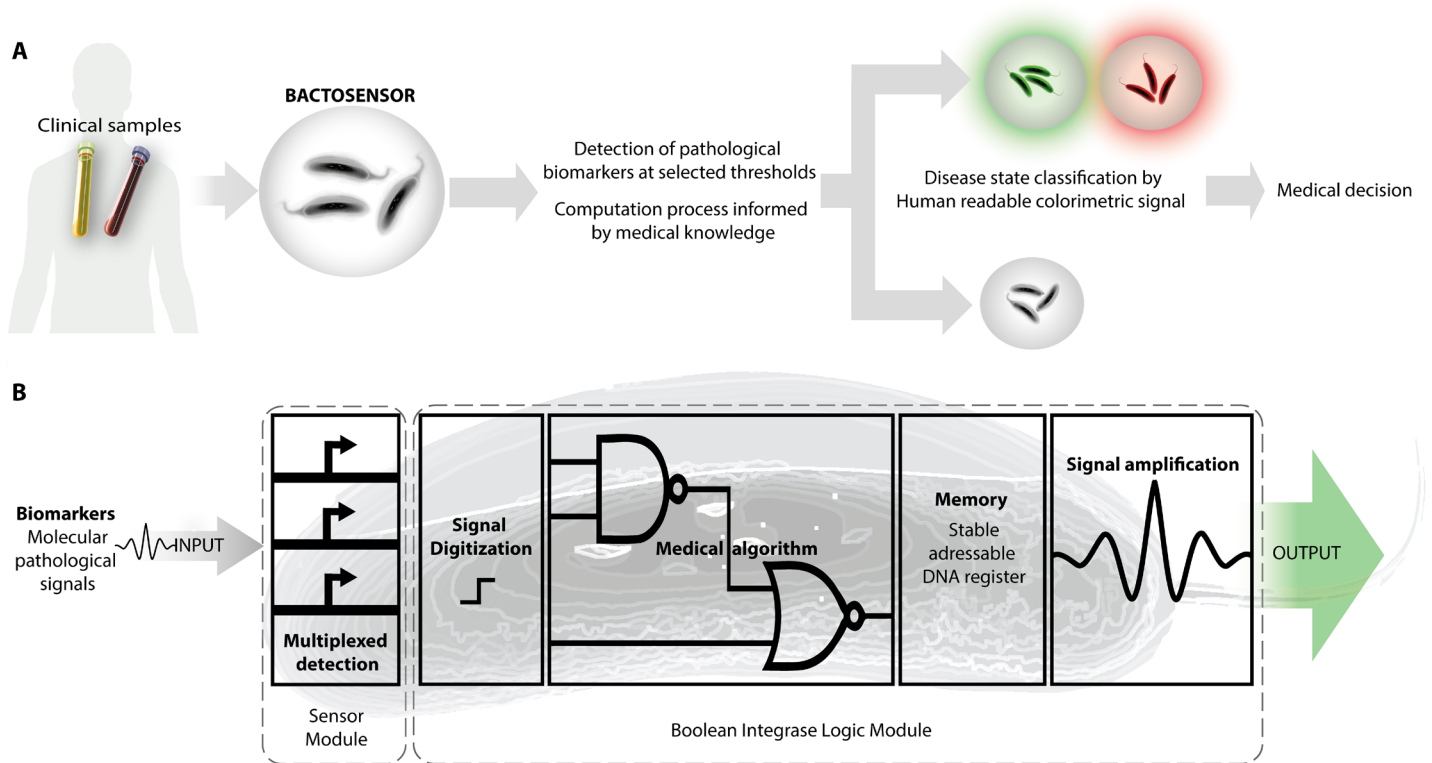 A
Clinical samples
BACTOSENSOR
Detection of pathological
biomarkers at selected thresholds
Computation process informed
by medical knowledge
Disease state classification by
Human readable colorimetric signal
Medical decision
B
Biomarkers
Molecular
pathological
signals
INPUT
Multiplexed
detection
Sensor
Module
Signal
Digitization
Medical algorithm
Memory
Stable
adressable
DNA register
Signal amplification
Boolean Integrase Logic Module
OUTPUT